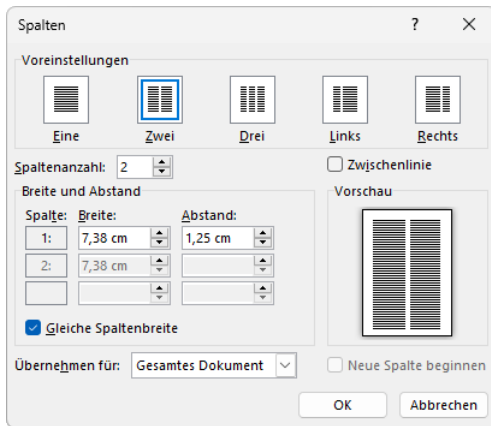 Spalten ?
Voreinstellungen
Eine Zwei Drei Links Rechts
Spaltenanzahl: 2 Zwischenlinie
Breite und Abstand Vorschau
Spalte: Breite: Abstand:
1: 7,38 cm 1,25 cm
2: 7,38 cm
Gleiche Spaltenbreite
Übernehmen für: Gesamtes Dokument Neue Spalte beginnen
OK Abbrechen